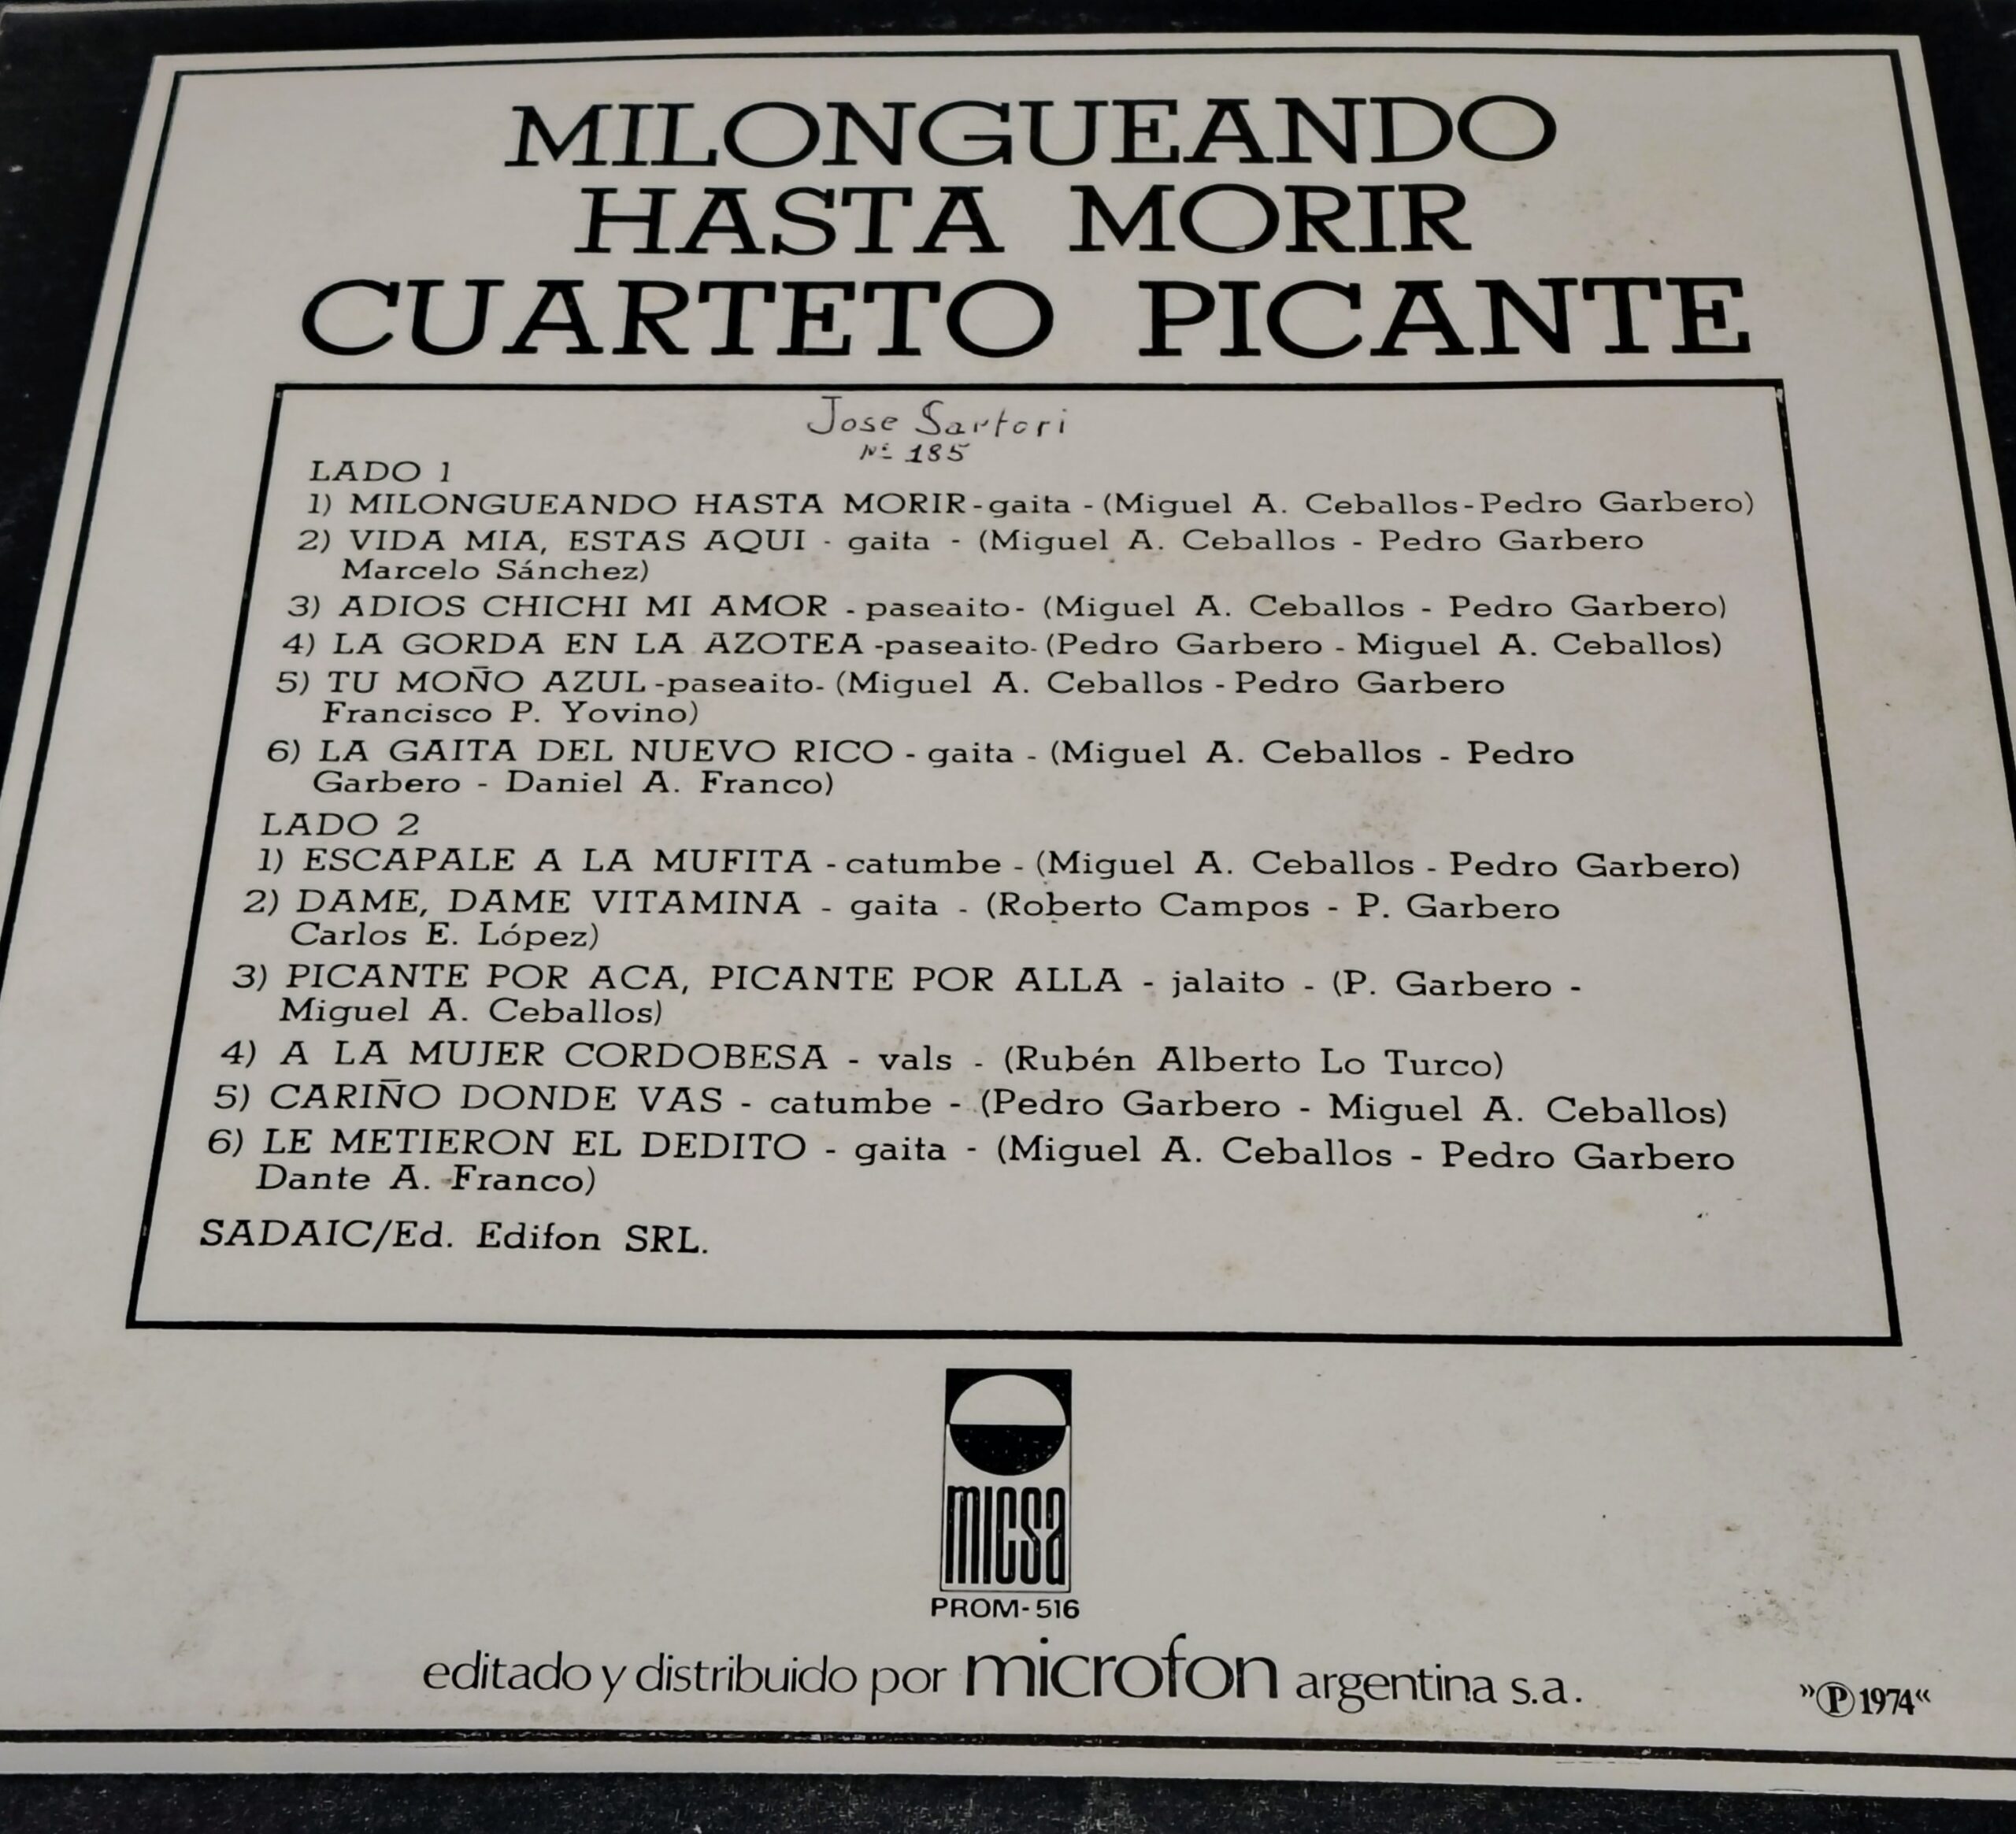 MILONGUEANDO
HASTA MORIR
CUARTETO PICANTE
Jose Sartori
Nº 185
LADO 1
1) MILONGUEANDO HASTA MORIR - gaita - (Miguel A. Ceballos - Pedro Garbero)
2) VIDA MIA, ESTAS AQUI - gaita - (Miguel A. Ceballos - Pedro Garbero
Marcelo Sánchez)
3) ADIOS CHICHI MI AMOR - paseaito- (Miguel A. Ceballos - Pedro Garbero)
4) LA GORDA EN LA AZOTEA -paseaito- (Pedro Garbero - Miguel A. Ceballos)
5) TU MOÑO AZUL -paseaito- (Miguel A. Ceballos - Pedro Garbero
Francisco P. Yovino)
6) LA GAITA DEL NUEVO RICO - gaita - (Miguel A. Ceballos - Pedro
Garbero - Daniel A. Franco)
LADO 2
1) ESCAPALE A LA MUFITA - catumbe - (Miguel A. Ceballos - Pedro Garbero)
2) DAME, DAME VITAMINA - gaita - (Roberto Campos - P. Garbero
Carlos E. López)
3) PICANTE POR ACA, PICANTE POR ALLA - jalaito - (P. Garbero -
Miguel A. Ceballos)
4) A LA MUJER CORDOBESA - vals - (Rubén Alberto Lo Turco)
5) CARIÑO DONDE VAS - catumbe - (Pedro Garbero - Miguel A. Ceballos)
6) LE METIERON EL DEDITO - gaita - (Miguel A. Ceballos - Pedro Garbero
Dante A. Franco)
SADAIC/Ed. Edifon SRL.
micsa
PROM-516
editado y distribuido por microfon argentina s.a.
»℗ 1974«